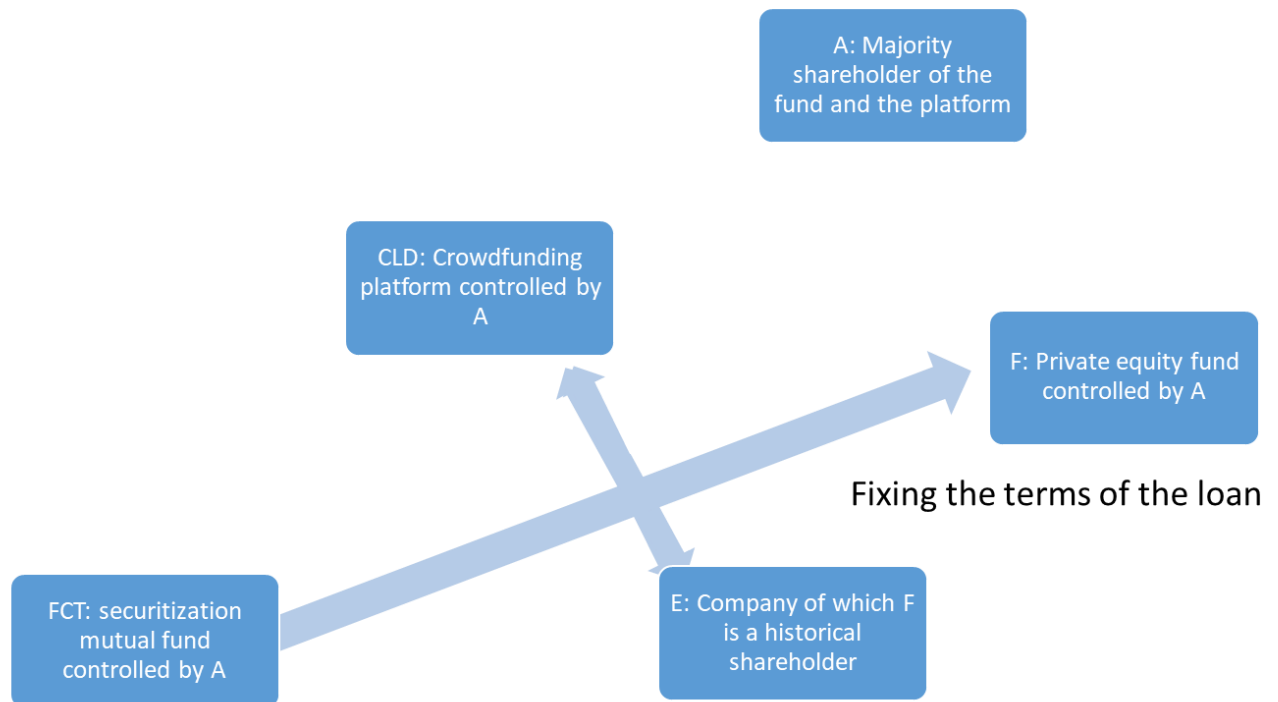 A: Majority
shareholder of the
fund and the platform
CLD: Crowdfunding
platform controlled by
A
F: Private equity fund
controlled by A
Fixing the terms of the loan
FCT: securitization
mutual fund
controlled by A
E: Company of which F
is a historical
shareholder